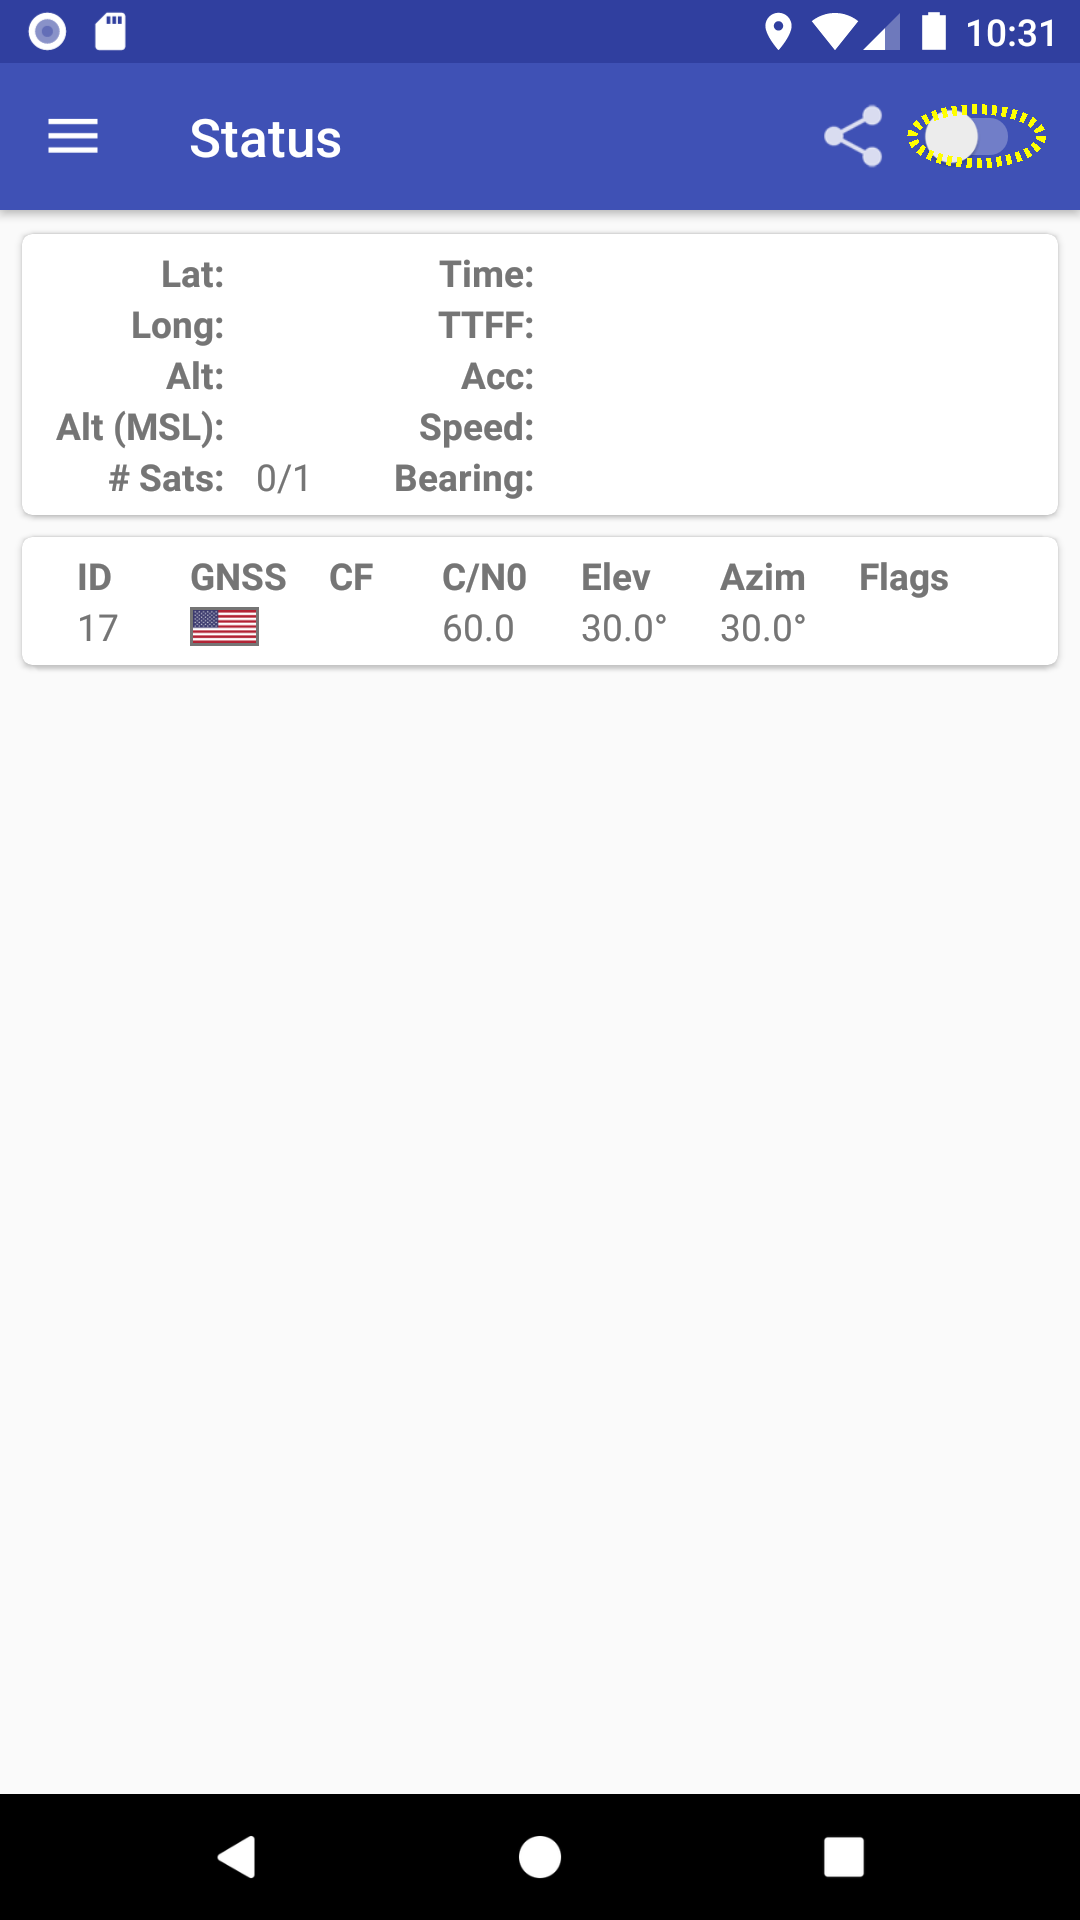 10:31
Status
Lat: Time:
Long: TTFF:
Alt: Acc:
Alt (MSL): Speed:
# Sats: 0/1 Bearing:
ID GNSS CF C/N0 Elev Azim Flags
17 60.0 30.0° 30.0°